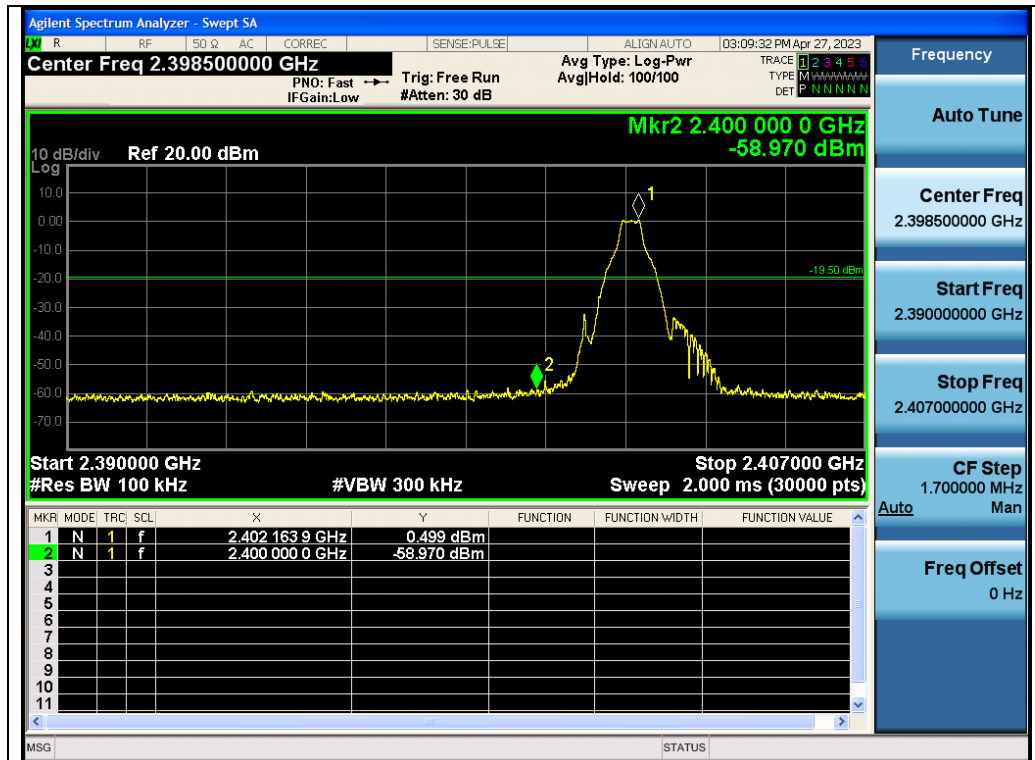 Agilent Spectrum Analyzer - Swept SA
LXI R RF 50 Ω AC CORREC SENSE:PULSE ALIGN AUTO 03:09:32 PM Apr 27, 2023
Center Freq 2.398500000 GHz
PNO: Fast
IFGain:Low
Trig: Free Run
#Atten: 30 dB
Avg Type: Log-Pwr
Avg|Hold: 100/100
TRACE 1 2 3 4 5 6
TYPE M
DET P N N N N N
Mkr2 2.400 000 0 GHz
-58.970 dBm
10 dB/div Ref 20.00 dBm
Log
10.0
0.00
-10.0
-20.0
-30.0
-40.0
-50.0
-60.0
-70.0
1
-19.50 dBm
2
Start 2.390000 GHz Stop 2.407000 GHz
#Res BW 100 kHz #VBW 300 kHz Sweep 2.000 ms (30000 pts)
MKR MODE TRC SCL X Y FUNCTION FUNCTION WIDTH FUNCTION VALUE
1 N 1 f 2.402 163 9 GHz 0.499 dBm
2 N 1 f 2.400 000 0 GHz -58.970 dBm
3
4
5
6
7
8
9
10
11
MSG STATUS
Frequency
Auto Tune
Center Freq
2.398500000 GHz
Start Freq
2.390000000 GHz
Stop Freq
2.407000000 GHz
CF Step
1.700000 MHz
Auto Man
Freq Offset
0 Hz